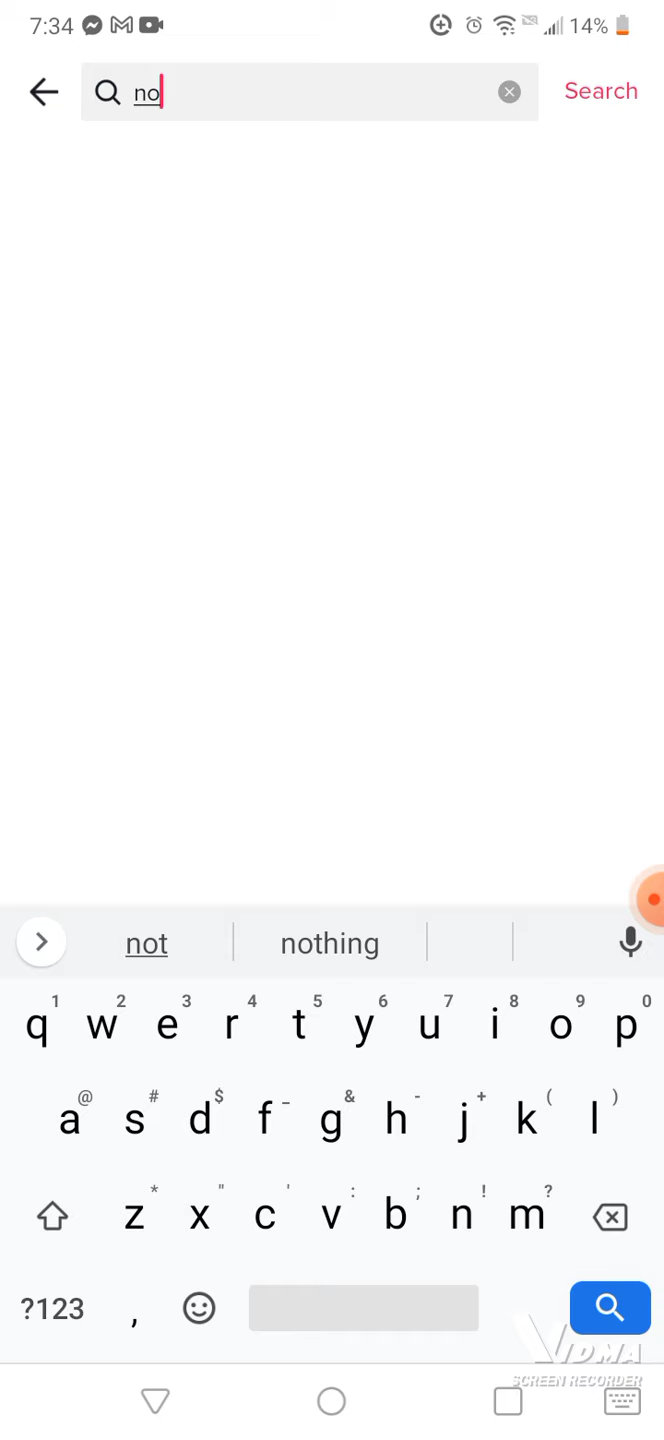 7:34 14%
no Search
not nothing
1 2 3 4 5 6 7 8 9 0
q w e r t y u i o p
@ # $ _ & - + ( )
a s d f g h j k l
* " ' : ; ! ?
z x c v b n m
?123 ,
VIDMA
SCREEN RECORDER